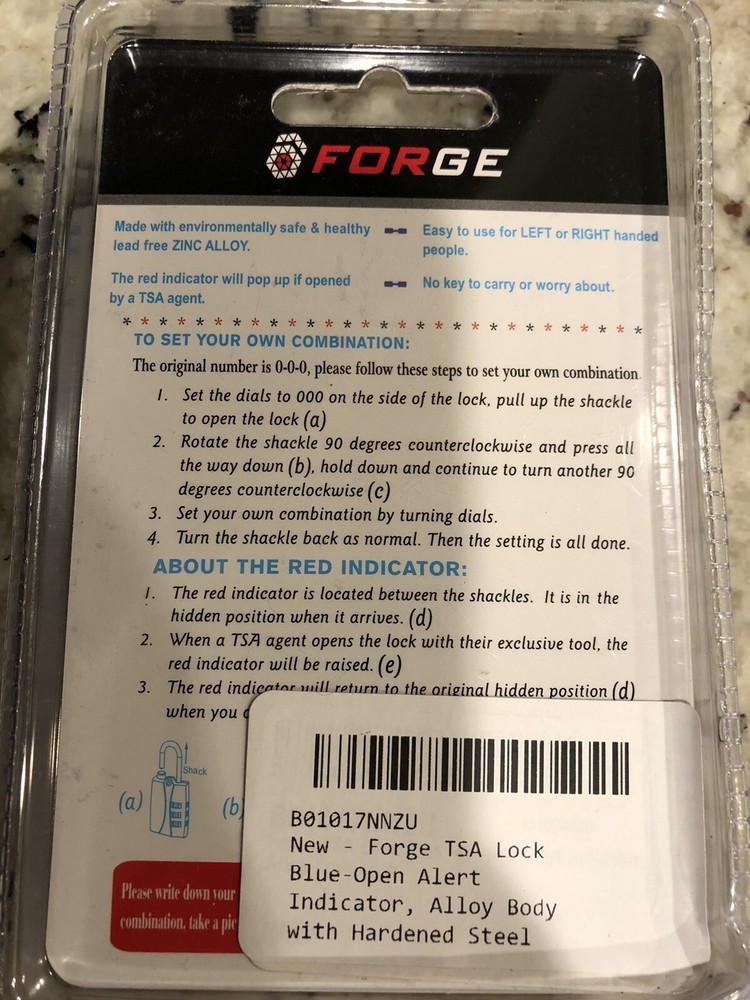 FORGE
Made with environmentally safe & healthy
lead free ZINC ALLOY.
Easy to use for LEFT or RIGHT handed
people.
The red indicator will pop up if opened
by a TSA agent.
No key to carry or worry about.
* * * * * * * * * * * * * * * * * * * * * * * * * * * * *
TO SET YOUR OWN COMBINATION:
The original number is 0-0-0, please follow these steps to set your own combination.
1. Set the dials to 000 on the side of the lock, pull up the shackle
to open the lock (a)
2. Rotate the shackle 90 degrees counterclockwise and press all
the way down (b), hold down and continue to turn another 90
degrees counterclockwise (c)
3. Set your own combination by turning dials.
4. Turn the shackle back as normal. Then the setting is all done.
ABOUT THE RED INDICATOR:
1. The red indicator is located between the shackles. It is in the
hidden position when it arrives. (d)
2. When a TSA agent opens the lock with their exclusive tool, the
red indicator will be raised. (e)
3. The red indicator will return to the original hidden position (d)
when you
Shack
(a)
(b)
Please write down your
combination, take a pic
B01017NNZU
New - Forge TSA Lock
Blue-Open Alert
Indicator, Alloy Body
with Hardened Steel